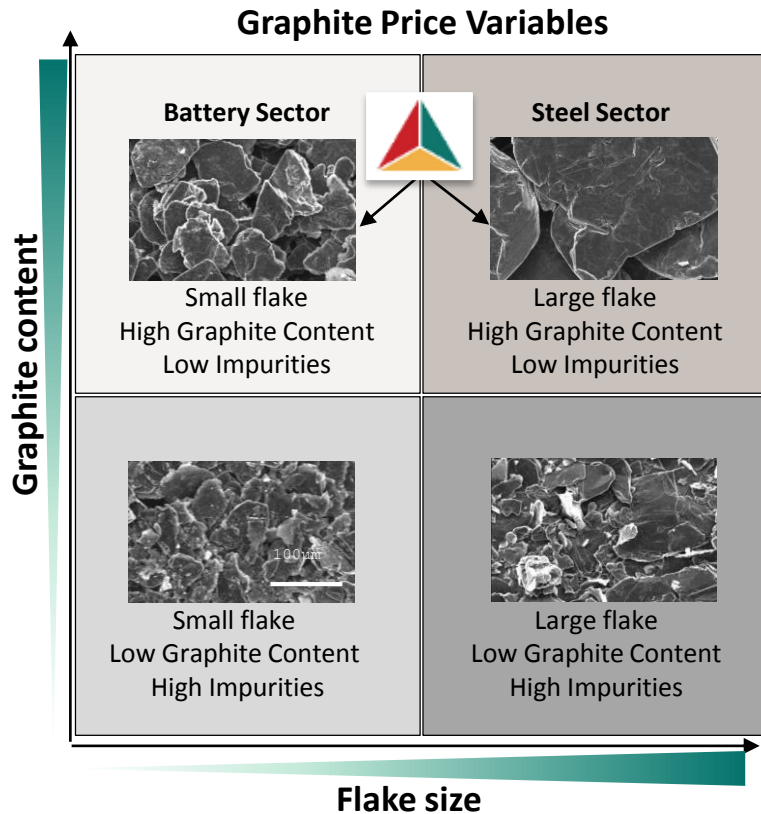 Graphite Price Variables
Battery Sector
Steel Sector
Small flake
High Graphite Content
Low Impurities
Large flake
High Graphite Content
Low Impurities
Graphite content
100µm
Small flake
Low Graphite Content
High Impurities
Large flake
Low Graphite Content
High Impurities
Flake size